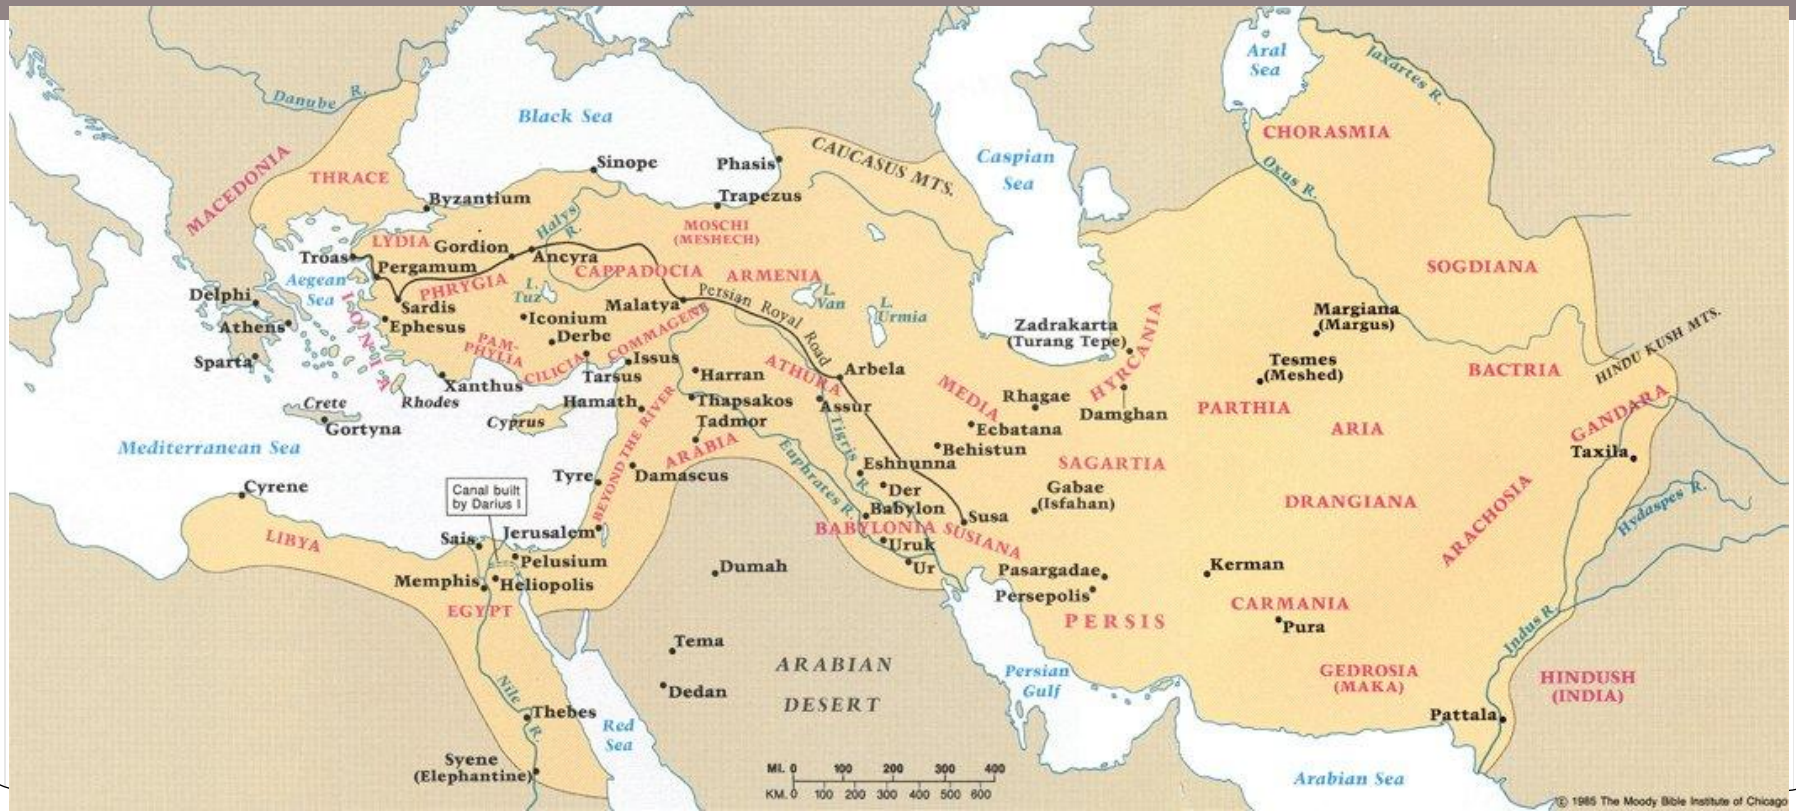 Aral
Sea
Jaxartes R.
Danube R.
Black Sea
CHORASMIA
CAUCASUS MTS.
Caspian
Sea
Oxus R.
MACEDONIA
THRACE
Sinope
Phasis
Byzantium
Trapezus
Halys
R.
MOSCHI
(MESHECH)
LYDIA
Gordion
Ancyra
Troas
Pergamum
CAPPADOCIA
ARMENIA
SOGDIANA
Aegean
Sea
PHRYGIA
L.
Tuz
Malatya
Persian Royal Road
L.
Van
L.
Urmia
Delphi
Sardis
IONIA
Athens
Ephesus
Iconium
Derbe
COMMAGENE
Margiana
(Margus)
HINDU KUSH MTS.
Zadrakarta
(Turang Tepe)
HYRCANIA
Sparta
PAM-
PHYLIA
CILICIA
Issus
ATHURA
Arbela
Tesmes
(Meshed)
BACTRIA
Xanthus
Tarsus
Harran
MEDIA
Rhagae
Damghan
PARTHIA
GANDARA
Crete
Rhodes
Hamath
Thapsakos
Assur
Gortyna
Cyprus
Tadmor
Tigris
R.
Ecbatana
ARIA
Mediterranean Sea
BEYOND THE RIVER
ARABIA
Euphrates R.
Behistun
Taxila
Eshnunna
SAGARTIA
Tyre
Damascus
Cyrene
Canal built
by Darius I
Der
Gabae
(Isfahan)
DRANGIANA
ARACHOSIA
Hydaspes R.
Babylon
Susa
BABYLONIA
SUSIANA
LIBYA
Sais
Jerusalem
Uruk
Pelusium
Dumah
Ur
Pasargadae
Kerman
Memphis
Heliopolis
Persepolis
EGYPT
PERSIS
CARMANIA
Pura
Indus R.
Tema
ARABIAN
DESERT
Persian
Gulf
GEDROSIA
(MAKA)
HINDUSH
(INDIA)
Dedan
Nile
R.
Thebes
Red
Sea
Pattala
Syene
(Elephantine)
MI. 0 100 200 300 400
KM. 0 100 200 300 400 500 600
Arabian Sea
© 1985 The Moody Bible Institute of Chicago